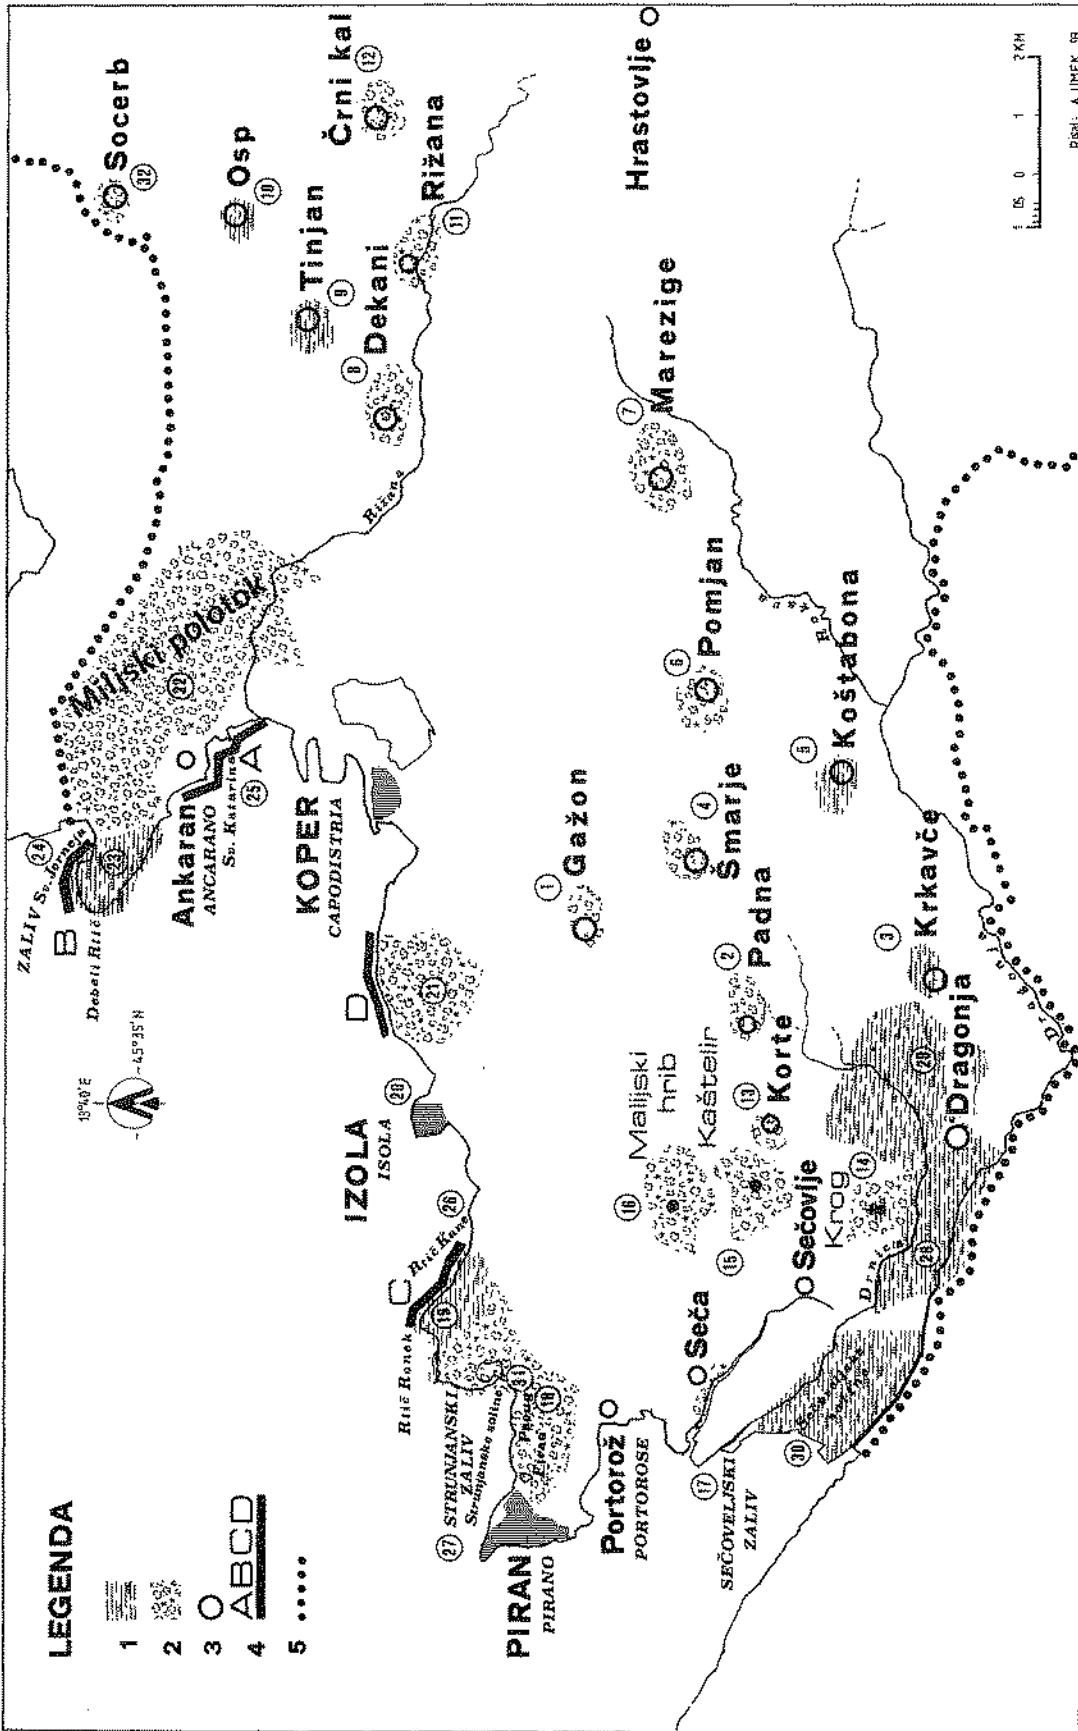 LEGENDA
1
2
3
4 ABCD
5
ZALIV Sv. Jerneja
24
B
Debeli Rtič
23
13°40'E
45°35'N
Miljski polotok
22
Ankaran
ANCARANO
Sv. Katarina
25
A
KOPER
CAPODISTRIA
Socerb
32
Osp
10
Tinjan
9
Črni kal
12
Dekani
8
Rižana
11
Rižana
D
21
20
IZOLA
ISOLA
Rtič Kane
26
C
Rtič Ronek
19
27
STRUNJANSKI
ZALIV
Strunjanske soline
31
18
PIRAN
PIRANO
Portorož
PORTOROSE
Gažon
1
Hrastovlje
Marezige
7
Pomjan
6
Šmarje
4
Padna
2
Malijski
hrib
16
Kaštelir
15
Korte
13
Koštabona
5
Krkavče
3
Seča
17
SEČOVELJSKI
ZALIV
Sečovlje
Krog
14
Drnica
28
29
Dragonja
30
0.5 0 1 2 KM
Risal: A. UMEK